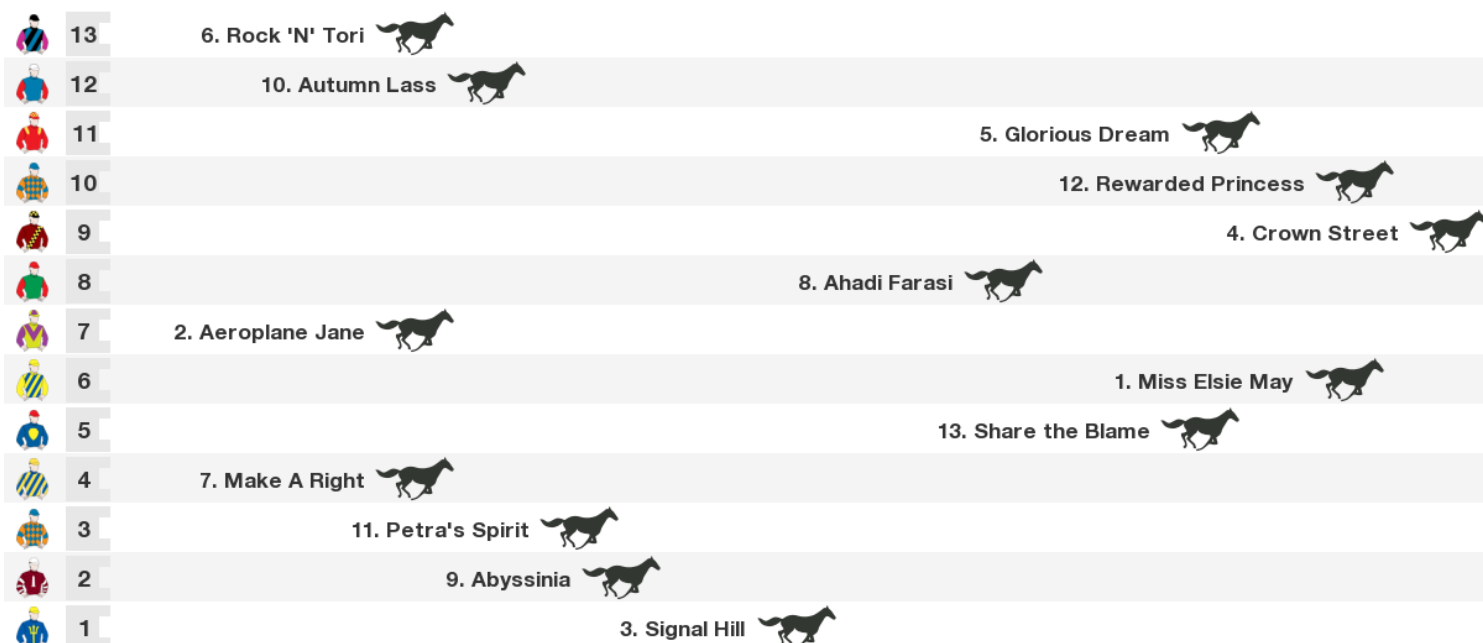 13 6. Rock 'N' Tori
12 10. Autumn Lass
11 5. Glorious Dream
10 12. Rewarded Princess
9 4. Crown Street
8 8. Ahadi Farasi
7 2. Aeroplane Jane
6 1. Miss Elsie May
5 13. Share the Blame
4 7. Make A Right
3 11. Petra's Spirit
2 9. Abyssinia
1 3. Signal Hill